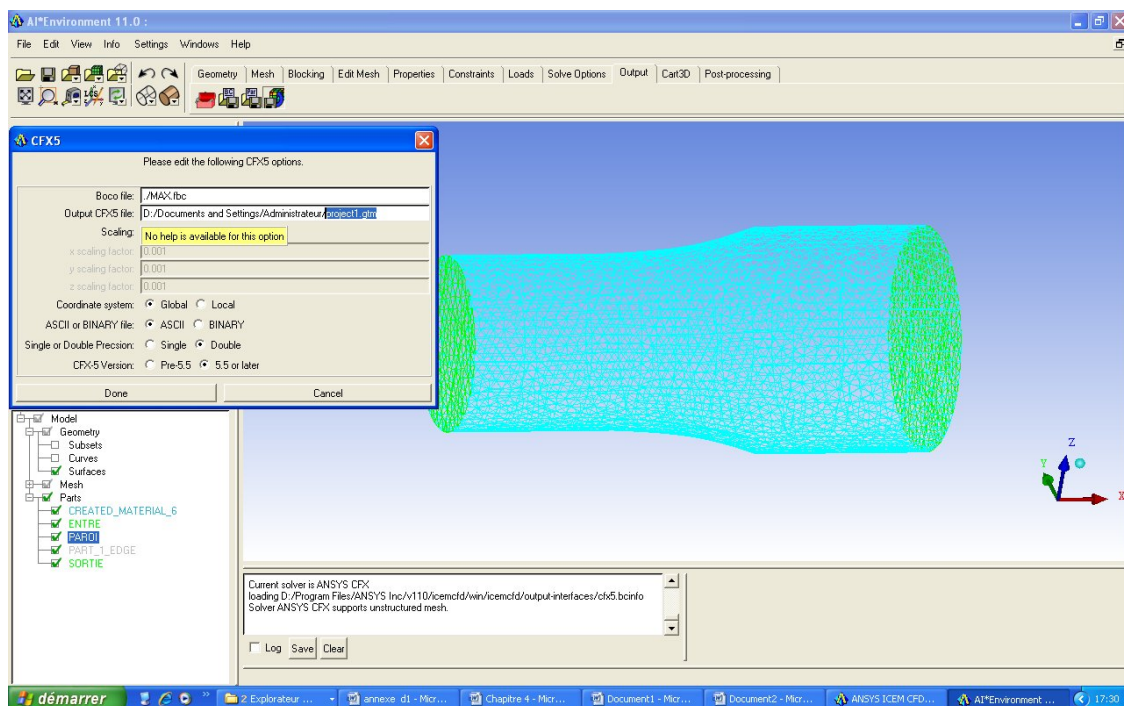 AI*Environment 11.0 :
File Edit View Info Settings Windows Help
Geometry Mesh Blocking Edit Mesh Properties Constraints Loads Solve Options Output Cart3D Post-processing
CFX5
Please edit the following CFX5 options.
Boco file: ./MAX.fbc
Output CFX5 file: D:/Documents and Settings/Administrateur/project1.gtm
Scaling:
No help is available for this option
x scaling factor: 0.001
y scaling factor: 0.001
z scaling factor: 0.001
Coordinate system: Global Local
ASCII or BINARY file: ASCII BINARY
Single or Double Precsion: Single Double
CFX-5 Version: Pre-5.5 5.5 or later
Done Cancel
Model
Geometry
Subsets
Curves
Surfaces
Mesh
Parts
CREATED_MATERIAL_6
ENTRE
PAROI
PART_1_EDGE
SORTIE
Z
Y
X
Current solver is ANSYS CFX
loading D:/Program Files/ANSYS Inc/v110/icemcfd/win/icemcfd/output-interfaces/cfx5.bcinfo
Solver ANSYS CFX supports unstructured mesh.
Log Save Clear
démarrer 2 Explorateur ... annexe d1 - Micr... Chapitre 4 - Micr... Document1 - Micr... Document2 - Micr... ANSYS ICEM CFD... AI*Environment ... 17:30